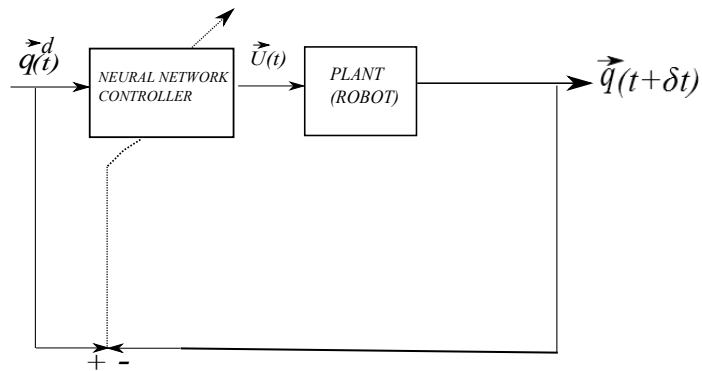 q(t)^d
NEURAL NETWORK
CONTROLLER
U(t)
PLANT
(ROBOT)
q(t+δt)
+ -